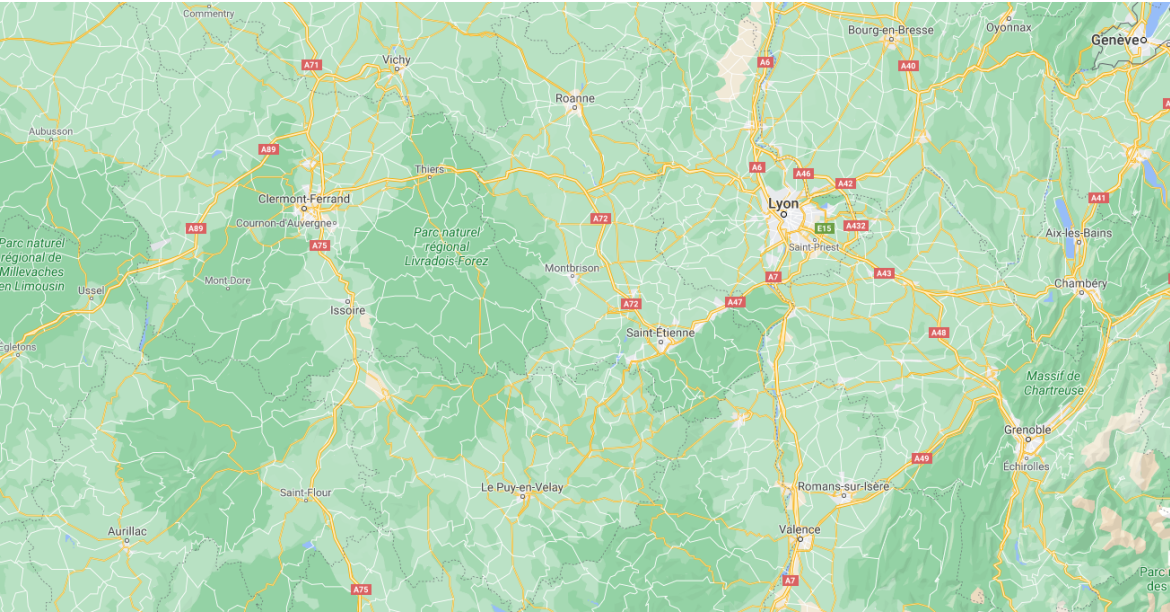 Commentry
Bourg-en-Bresse
Oyonnax
Genève
Vichy
A71
A6
A40
Roanne
Aubusson
A89
Thiers
A6
A46
A42
Clermont-Ferrand
Lyon
A41
Cournon-d'Auvergne
A72
E15
A432
A89
Parc naturel
régional de
Millevaches
en Limousin
A75
Parc naturel
régional
Livradois-Forez
Saint-Priest
Aix-les-Bains
Mont-Dore
Montbrison
A7
A43
Chambéry
Ussel
Issoire
A72
A47
Saint-Étienne
A48
Egletons
Massif de
Chartreuse
Grenoble
A49
Échirolles
Saint-Flour
Le Puy-en-Velay
Romans-sur-Isère
Aurillac
Valence
A75
A7
Parc
des